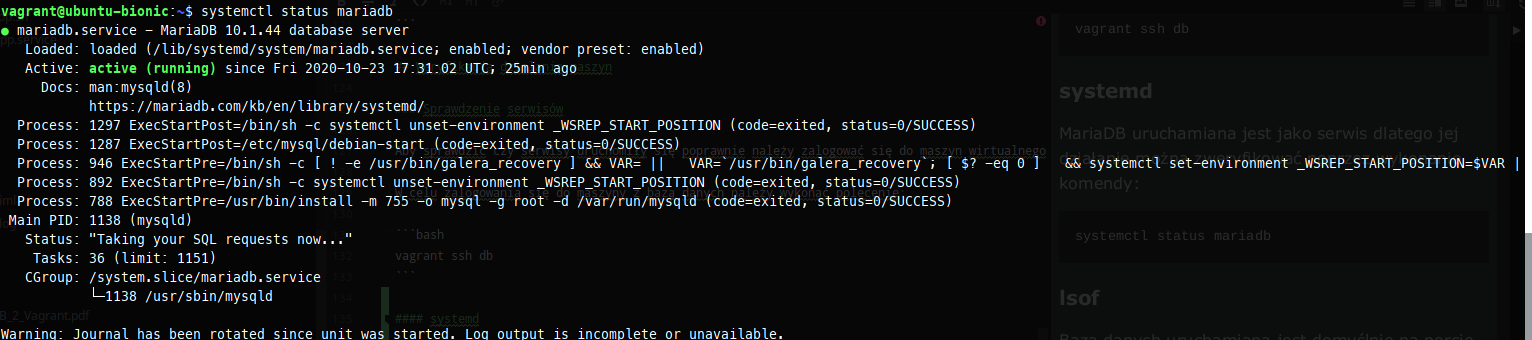 vagrant@ubuntu-bionic:~$ systemctl status mariadb
● mariadb.service - MariaDB 10.1.44 database server
Loaded: loaded (/lib/systemd/system/mariadb.service; enabled; vendor preset: enabled)
Active: active (running) since Fri 2020-10-23 17:31:02 UTC; 25min ago
Docs: man:mysqld(8)
https://mariadb.com/kb/en/library/systemd/
Process: 1297 ExecStartPost=/bin/sh -c systemctl unset-environment _WSREP_START_POSITION (code=exited, status=0/SUCCESS)
Process: 1287 ExecStartPost=/etc/mysql/debian-start (code=exited, status=0/SUCCESS)
Process: 946 ExecStartPre=/bin/sh -c [ ! -e /usr/bin/galera_recovery ] && VAR= ||   VAR=`/usr/bin/galera_recovery`; [ $? -eq 0 ]   && systemctl set-environment _WSREP_START_POSITION=$VAR |
Process: 892 ExecStartPre=/bin/sh -c systemctl unset-environment _WSREP_START_POSITION (code=exited, status=0/SUCCESS)
Process: 788 ExecStartPre=/usr/bin/install -m 755 -o mysql -g root -d /var/run/mysqld (code=exited, status=0/SUCCESS)
Main PID: 1138 (mysqld)
Status: "Taking your SQL requests now..."
Tasks: 36 (limit: 1151)
CGroup: /system.slice/mariadb.service
└─1138 /usr/sbin/mysqld
Warning: Journal has been rotated since unit was started. Log output is incomplete or unavailable.
Sprawdzenie serwisów
```bash
vagrant ssh db
```
#### systemd
B_2_Vagrant.pdf
vagrant ssh db
systemd
MariaDB uruchamiana jest jako serwis dlatego jej
komendy:
systemctl status mariadb
lsof